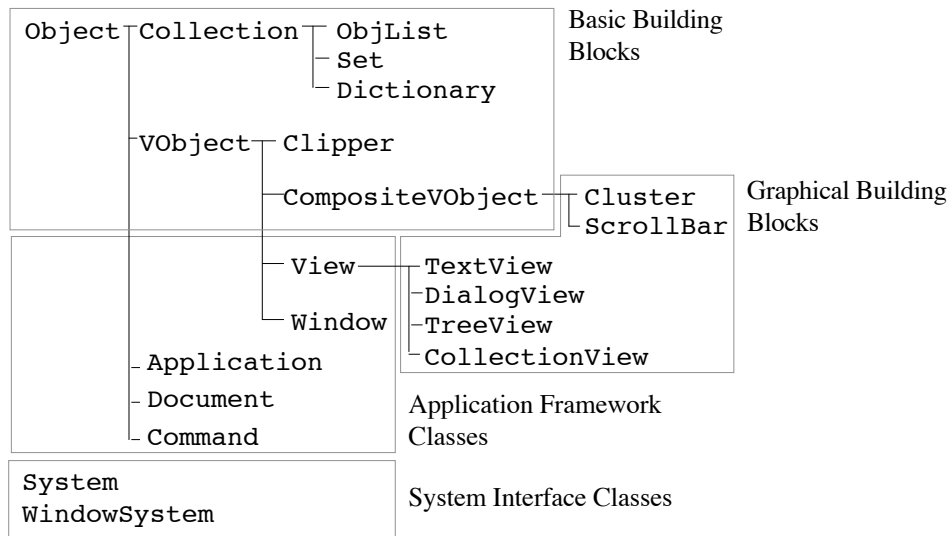 Object Collection ObjList
Set
Dictionary
Basic Building
Blocks
VObject Clipper
CompositeVObject Cluster
ScrollBar
Graphical Building
Blocks
View TextView
DialogView
Window TreeView
CollectionView
Application
Document
Command
Application Framework
Classes
System
WindowSystem
System Interface Classes